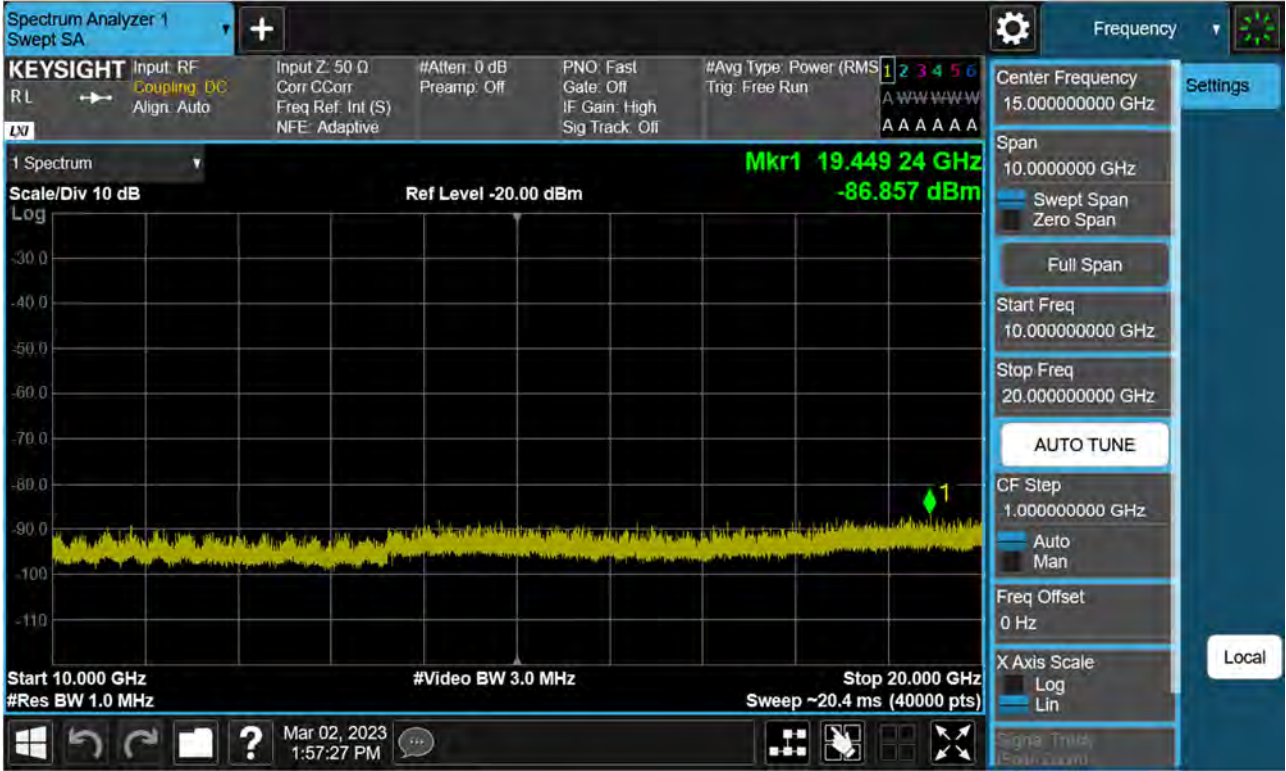 Spectrum Analyzer 1
Swept SA
+
Frequency
KEYSIGHT
RL
LXI
Input: RF
Coupling: DC
Align: Auto
Input Z: 50 Ω
Corr CCorr
Freq Ref: Int (S)
NFE: Adaptive
#Atten: 0 dB
Preamp: Off
PNO: Fast
Gate: Off
IF Gain: High
Sig Track: Off
#Avg Type: Power (RMS
Trig: Free Run
1 2 3 4 5 6
A W W W W W
A A A A A A
1 Spectrum
Scale/Div 10 dB
Ref Level -20.00 dBm
Mkr1 19.449 24 GHz
-86.857 dBm
Log
-30.0
-40.0
-50.0
-60.0
-70.0
-80.0
-90.0
-100
-110
1
Start 10.000 GHz
#Video BW 3.0 MHz
Stop 20.000 GHz
#Res BW 1.0 MHz
Sweep ~20.4 ms (40000 pts)
Mar 02, 2023
1:57:27 PM
?
Center Frequency
15.000000000 GHz
Span
10.0000000 GHz
Swept Span
Zero Span
Full Span
Start Freq
10.000000000 GHz
Stop Freq
20.000000000 GHz
AUTO TUNE
CF Step
1.000000000 GHz
Auto
Man
Freq Offset
0 Hz
X Axis Scale
Log
Lin
Signal Track
(Span Zoom)
Settings
Local